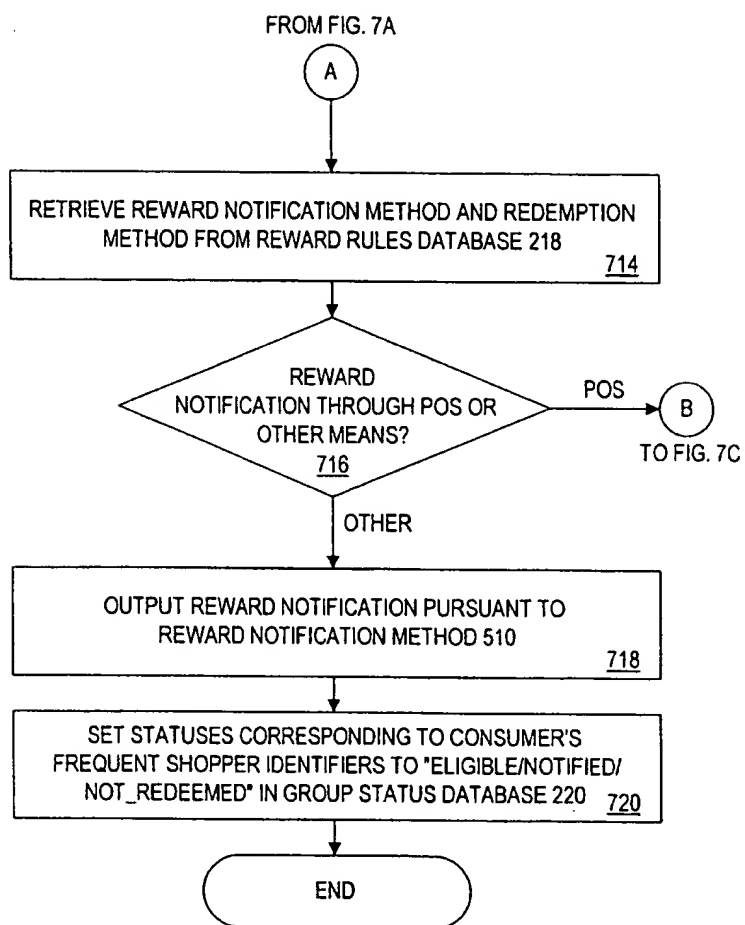 FROM FIG. 7A
A
RETRIEVE REWARD NOTIFICATION METHOD AND REDEMPTION
METHOD FROM REWARD RULES DATABASE 218
714
REWARD
NOTIFICATION THROUGH POS OR
OTHER MEANS?
716
POS
B
TO FIG. 7C
OTHER
OUTPUT REWARD NOTIFICATION PURSUANT TO
REWARD NOTIFICATION METHOD 510
718
SET STATUSES CORRESPONDING TO CONSUMER'S
FREQUENT SHOPPER IDENTIFIERS TO "ELIGIBLE/NOTIFIED/
NOT_REDEEMED" IN GROUP STATUS DATABASE 220
720
END